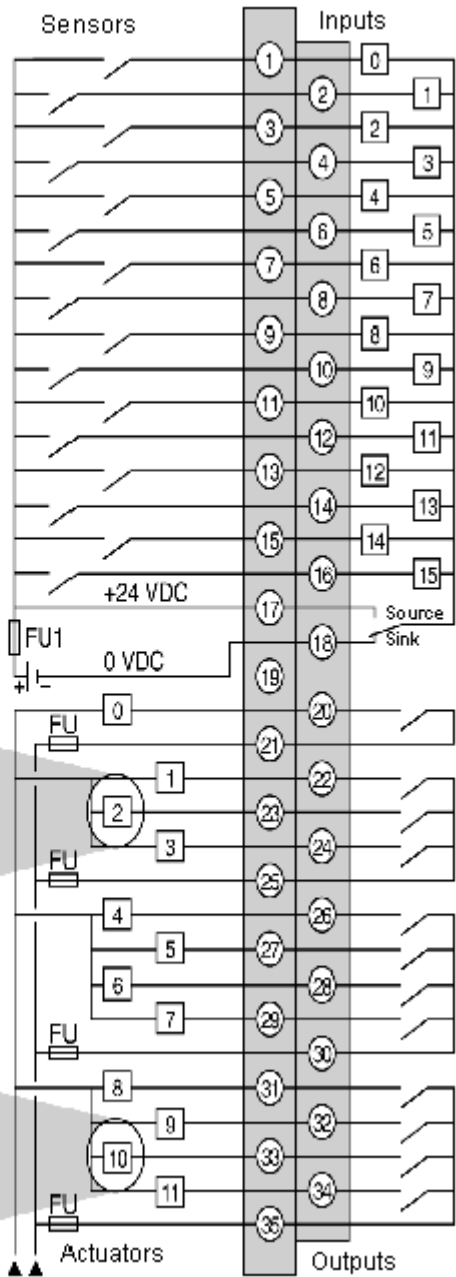 Sensors Inputs
1 0
2 1
3 2
4 3
5 4
6 5
7 6
8 7
9 8
10 9
11 10
12 11
13 12
14 13
15 14
16 15
+24 VDC 17 Source
FU1 18 Sink
0 VDC
+ - 19
0 20
FU 21
1 22
2 23
3 24
FU 25
4 26
5 27
6 28
7 29
FU 30
8 31
9 32
10 33
11 34
FU 35
Actuators Outputs